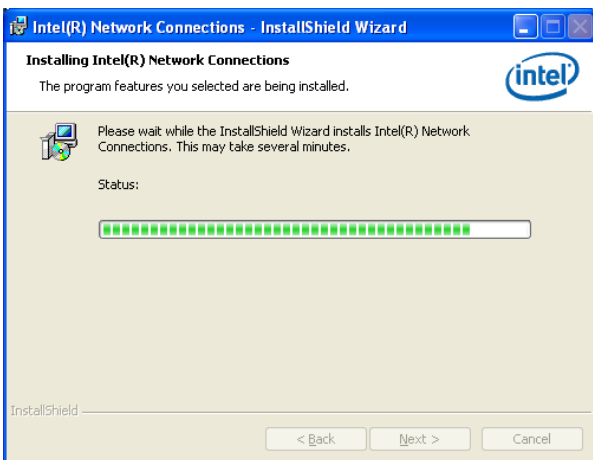 Intel(R) Network Connections - InstallShield Wizard
Installing Intel(R) Network Connections
The program features you selected are being installed.
(intel)
Please wait while the InstallShield Wizard installs Intel(R) Network
Connections. This may take several minutes.
Status:
InstallShield
< Back
Next >
Cancel